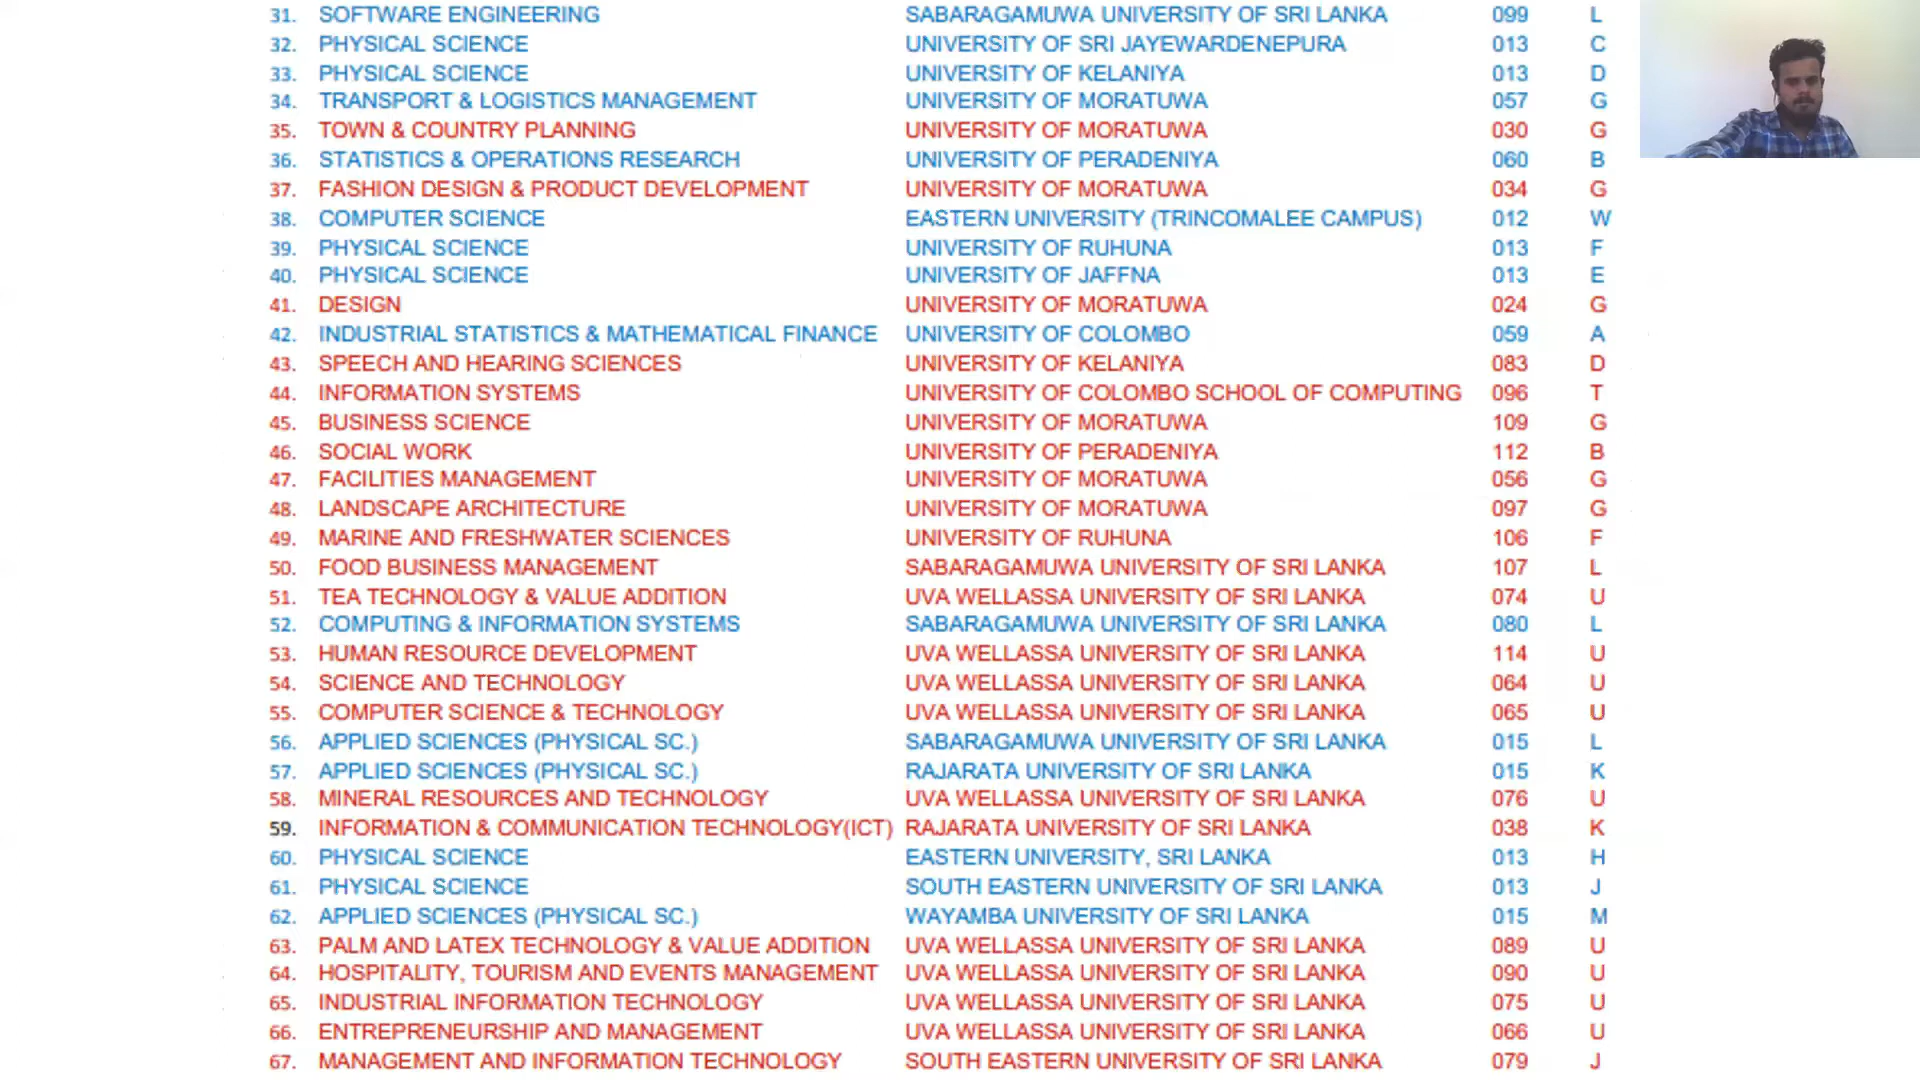 31. SOFTWARE ENGINEERING SABARAGAMUWA UNIVERSITY OF SRI LANKA 099 L
32. PHYSICAL SCIENCE UNIVERSITY OF SRI JAYEWARDENEPURA 013 C
33. PHYSICAL SCIENCE UNIVERSITY OF KELANIYA 013 D
34. TRANSPORT & LOGISTICS MANAGEMENT UNIVERSITY OF MORATUWA 057 G
35. TOWN & COUNTRY PLANNING UNIVERSITY OF MORATUWA 030 G
36. STATISTICS & OPERATIONS RESEARCH UNIVERSITY OF PERADENIYA 060 B
37. FASHION DESIGN & PRODUCT DEVELOPMENT UNIVERSITY OF MORATUWA 034 G
38. COMPUTER SCIENCE EASTERN UNIVERSITY (TRINCOMALEE CAMPUS) 012 W
39. PHYSICAL SCIENCE UNIVERSITY OF RUHUNA 013 F
40. PHYSICAL SCIENCE UNIVERSITY OF JAFFNA 013 E
41. DESIGN UNIVERSITY OF MORATUWA 024 G
42. INDUSTRIAL STATISTICS & MATHEMATICAL FINANCE UNIVERSITY OF COLOMBO 059 A
43. SPEECH AND HEARING SCIENCES UNIVERSITY OF KELANIYA 083 D
44. INFORMATION SYSTEMS UNIVERSITY OF COLOMBO SCHOOL OF COMPUTING 096 T
45. BUSINESS SCIENCE UNIVERSITY OF MORATUWA 109 G
46. SOCIAL WORK UNIVERSITY OF PERADENIYA 112 B
47. FACILITIES MANAGEMENT UNIVERSITY OF MORATUWA 056 G
48. LANDSCAPE ARCHITECTURE UNIVERSITY OF MORATUWA 097 G
49. MARINE AND FRESHWATER SCIENCES UNIVERSITY OF RUHUNA 106 F
50. FOOD BUSINESS MANAGEMENT SABARAGAMUWA UNIVERSITY OF SRI LANKA 107 L
51. TEA TECHNOLOGY & VALUE ADDITION UVA WELLASSA UNIVERSITY OF SRI LANKA 074 U
52. COMPUTING & INFORMATION SYSTEMS SABARAGAMUWA UNIVERSITY OF SRI LANKA 080 L
53. HUMAN RESOURCE DEVELOPMENT UVA WELLASSA UNIVERSITY OF SRI LANKA 114 U
54. SCIENCE AND TECHNOLOGY UVA WELLASSA UNIVERSITY OF SRI LANKA 064 U
55. COMPUTER SCIENCE & TECHNOLOGY UVA WELLASSA UNIVERSITY OF SRI LANKA 065 U
56. APPLIED SCIENCES (PHYSICAL SC.) SABARAGAMUWA UNIVERSITY OF SRI LANKA 015 L
57. APPLIED SCIENCES (PHYSICAL SC.) RAJARATA UNIVERSITY OF SRI LANKA 015 K
58. MINERAL RESOURCES AND TECHNOLOGY UVA WELLASSA UNIVERSITY OF SRI LANKA 076 U
59. INFORMATION & COMMUNICATION TECHNOLOGY(ICT) RAJARATA UNIVERSITY OF SRI LANKA 038 K
60. PHYSICAL SCIENCE EASTERN UNIVERSITY, SRI LANKA 013 H
61. PHYSICAL SCIENCE SOUTH EASTERN UNIVERSITY OF SRI LANKA 013 J
62. APPLIED SCIENCES (PHYSICAL SC.) WAYAMBA UNIVERSITY OF SRI LANKA 015 M
63. PALM AND LATEX TECHNOLOGY & VALUE ADDITION UVA WELLASSA UNIVERSITY OF SRI LANKA 089 U
64. HOSPITALITY, TOURISM AND EVENTS MANAGEMENT UVA WELLASSA UNIVERSITY OF SRI LANKA 090 U
65. INDUSTRIAL INFORMATION TECHNOLOGY UVA WELLASSA UNIVERSITY OF SRI LANKA 075 U
66. ENTREPRENEURSHIP AND MANAGEMENT UVA WELLASSA UNIVERSITY OF SRI LANKA 066 U
67. MANAGEMENT AND INFORMATION TECHNOLOGY SOUTH EASTERN UNIVERSITY OF SRI LANKA 079 J